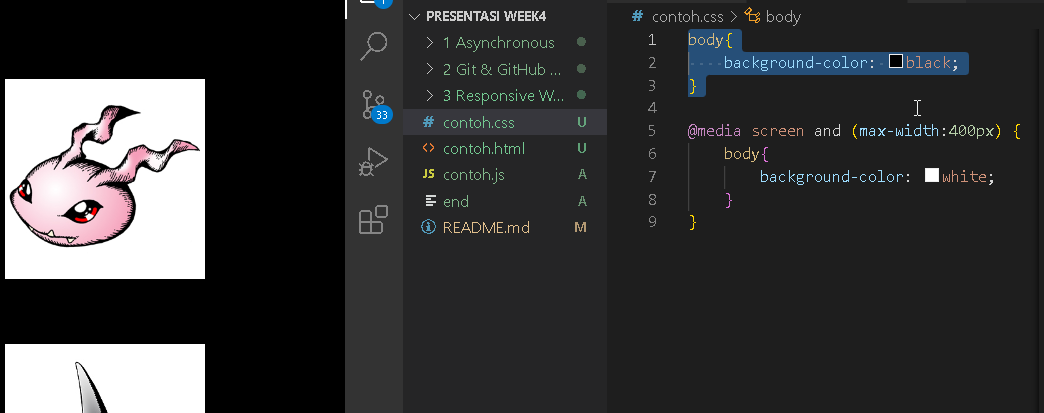 1
PRESENTASI WEEK4
1 Asynchronous
2 Git & GitHub ...
3 Responsive W...
33
# contoh.css U
<> contoh.html U
JS contoh.js A
end A
README.md M
# contoh.css > body
1 body{
2 ····background-color:·black;
3 }
4
5 @media screen and (max-width:400px) {
6 body{
7 background-color: white;
8 }
9 }